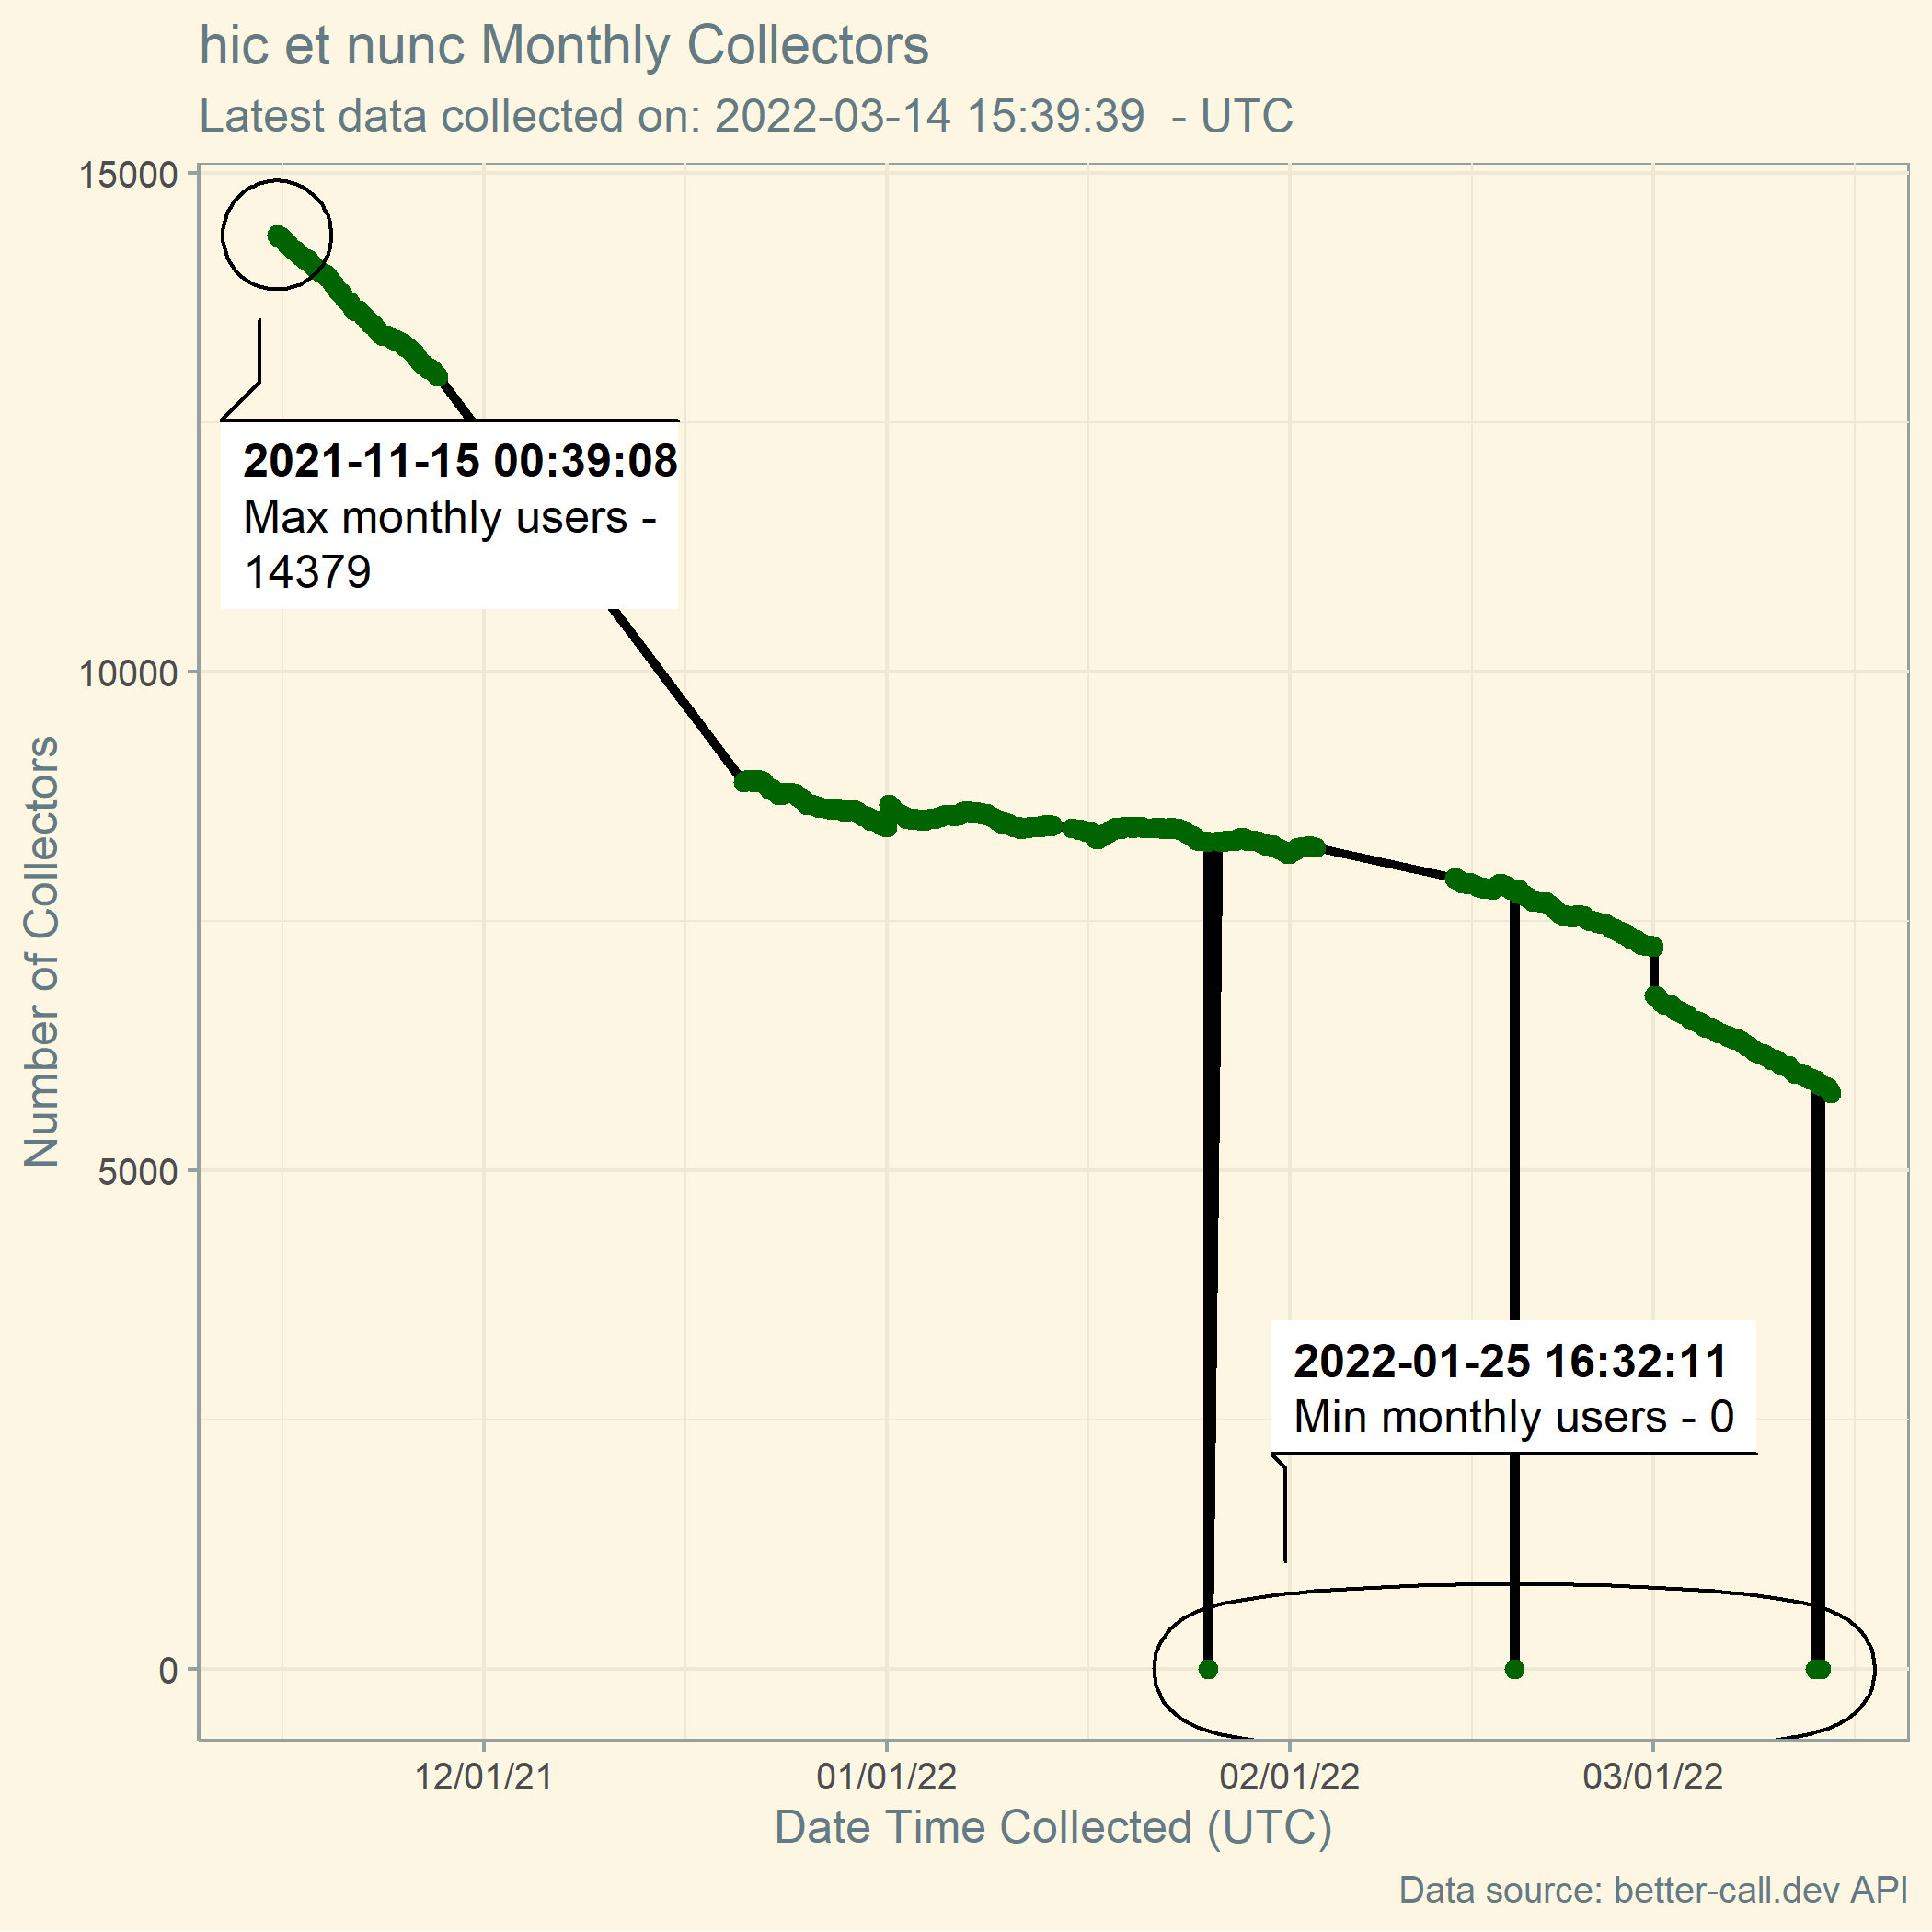 hic et nunc Monthly Collectors
Latest data collected on: 2022-03-14 15:39:39  - UTC
15000
10000
5000
0
Number of Collectors
2021-11-15 00:39:08
Max monthly users -
14379
2022-01-25 16:32:11
Min monthly users - 0
12/01/21
01/01/22
02/01/22
03/01/22
Date Time Collected (UTC)
Data source: better-call.dev API